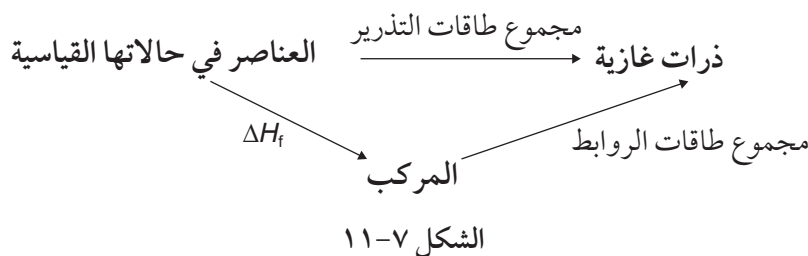 مجموع طاقات التذرير
ذرات غازية
العناصر في حالاتها القياسية
ΔHf
مجموع طاقات الروابط
المركب
الشكل ٧-١١